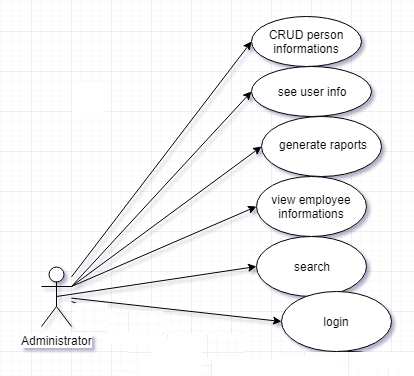 CRUD person
informations
see user info
generate raports
view employee
informations
search
login
Administrator